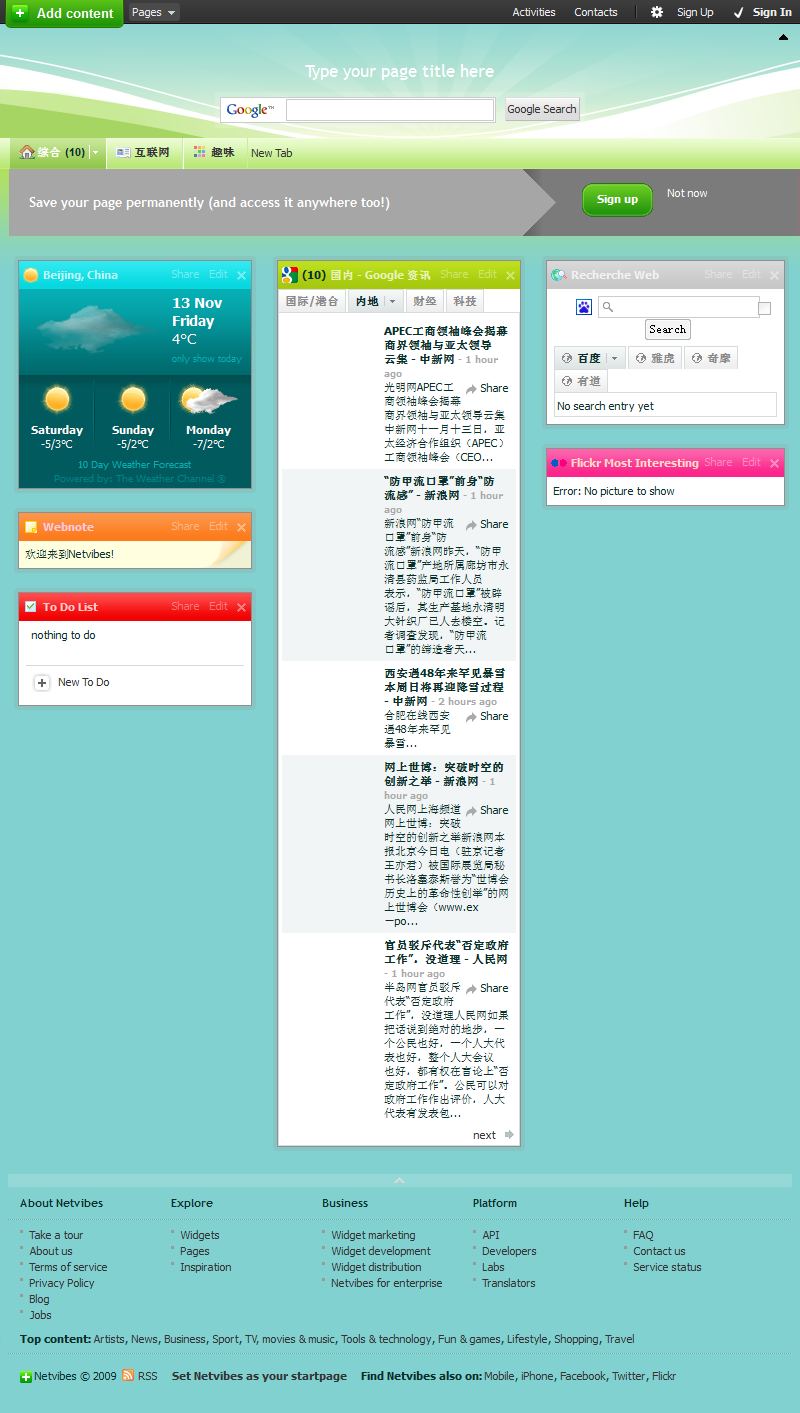 Add content Pages Activities Contacts Sign Up Sign In
Type your page title here
Google™ Google Search
综合 (10) 互联网 趣味 New Tab
Save your page permanently (and access it anywhere too!) Sign up Not now
Beijing, China Share Edit
13 Nov
Friday
4°C
only show today
Saturday Sunday Monday
-5/3°C -5/2°C -7/2°C
10 Day Weather Forecast
Powered by: The Weather Channel ®
Webnote Share Edit
欢迎来到Netvibes!
To Do List Share Edit
nothing to do
New To Do
(10) 国内 - Google 资讯 Share Edit
国际/港台 内地 财经 科技
APEC工商领袖峰会揭幕
商界领袖与亚太领导
云集 - 中新网 - 1 hour
ago
Share
光明网APEC工
商领袖峰会揭幕
商界领袖与亚太领导云集
中新网十一月十三日，亚
太经济合作组织（APEC）
工商领袖峰会（CEO...
“防甲流口罩”前身“防
流感” - 新浪网 - 1 hour
ago
Share
新浪网“防甲流
口罩”前身“防
流感”新浪网昨天，“防甲
流口罩”产地所属廊坊市永
清县药监局工作人员
表示，“防甲流口罩”被辟
谣后，其生产基地永清明
大针织厂已人去楼空。记
者调查发现，“防甲流
口罩”的缔造者天...
西安遇48年来罕见暴雪
本周日将再迎降雪过程
- 中新网 - 2 hours ago
Share
合肥在线西安
遇48年来罕见
暴雪...
网上世博：突破时空的
创新之举 - 新浪网 - 1
hour ago
Share
人民网上海频道
网上世博：突破
时空的创新之举新浪网本
报北京今日电（驻京记者
王亦君）被国际展览局秘
书长洛塞泰斯誉为“世博会
历史上的革命性创举”的网
上世博会（www.ex
—po...
官员驳斥代表“否定政府
工作”，没道理 - 人民网
- 1 hour ago
Share
半岛网官员驳斥
代表“否定政府
工作”，没道理人民网如果
把话说到绝对的地步，一
个公民也好，一个人大代
表也好，整个人大会议
也好，都有权在言论上“否
定政府工作”。公民可以对
政府工作作出评价，人大
代表有发表包...
next
Recherche Web Share Edit
Search
百度 雅虎 奇摩
有道
No search entry yet
Flickr Most Interesting Share Edit
Error: No picture to show
About Netvibes Explore Business Platform Help
Take a tour Widgets Widget marketing API FAQ
About us Pages Widget development Developers Contact us
Terms of service Inspiration Widget distribution Labs Service status
Privacy Policy Netvibes for enterprise Translators
Blog
Jobs
Top content: Artists, News, Business, Sport, TV, movies & music, Tools & technology, Fun & games, Lifestyle, Shopping, Travel
Netvibes © 2009 RSS Set Netvibes as your startpage Find Netvibes also on: Mobile, iPhone, Facebook, Twitter, Flickr